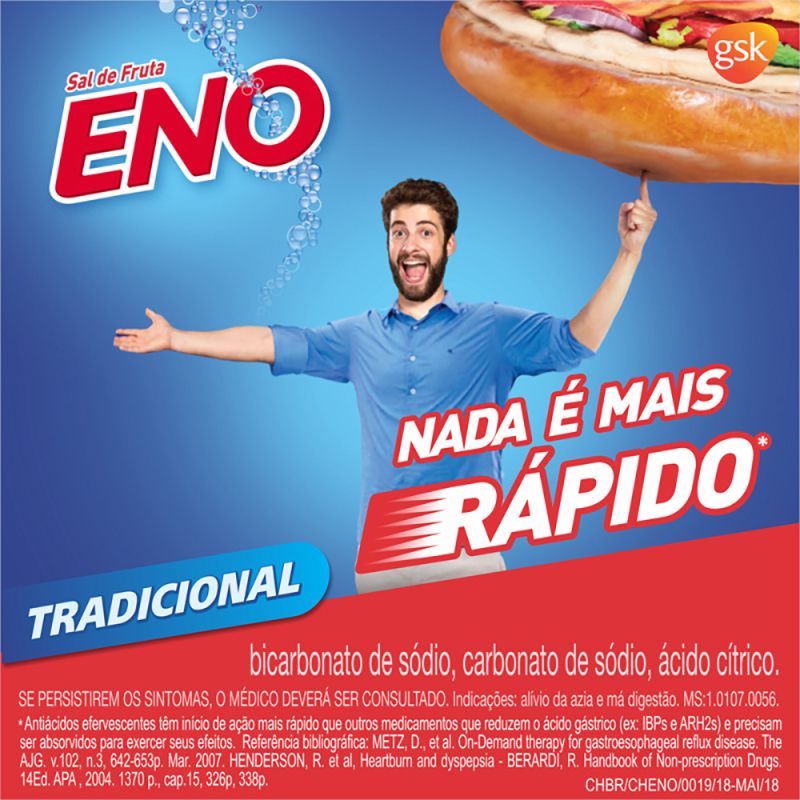 Sal de Fruta
ENO
gsk
NADA É MAIS
RÁPIDO*
TRADICIONAL
bicarbonato de sódio, carbonato de sódio, ácido cítrico.
SE PERSISTIREM OS SINTOMAS, O MÉDICO DEVERÁ SER CONSULTADO. Indicações: alívio da azia e má digestão. MS:1.0107.0056.
*Antiácidos efervescentes têm início de ação mais rápido que outros medicamentos que reduzem o ácido gástrico (ex: IBPs e ARH2s) e precisam
ser absorvidos para exercer seus efeitos. Referência bibliográfica: METZ, D., et al. On-Demand therapy for gastroesophageal reflux disease. The
AJG. v.102, n.3, 642-653p. Mar. 2007. HENDERSON, R. et al, Heartburn and dyspepsia - BERARDI, R. Handbook of Non-prescription Drugs.
14Ed. APA , 2004. 1370 p., cap.15, 326p, 338p.
CHBR/CHENO/0019/18-MAI/18